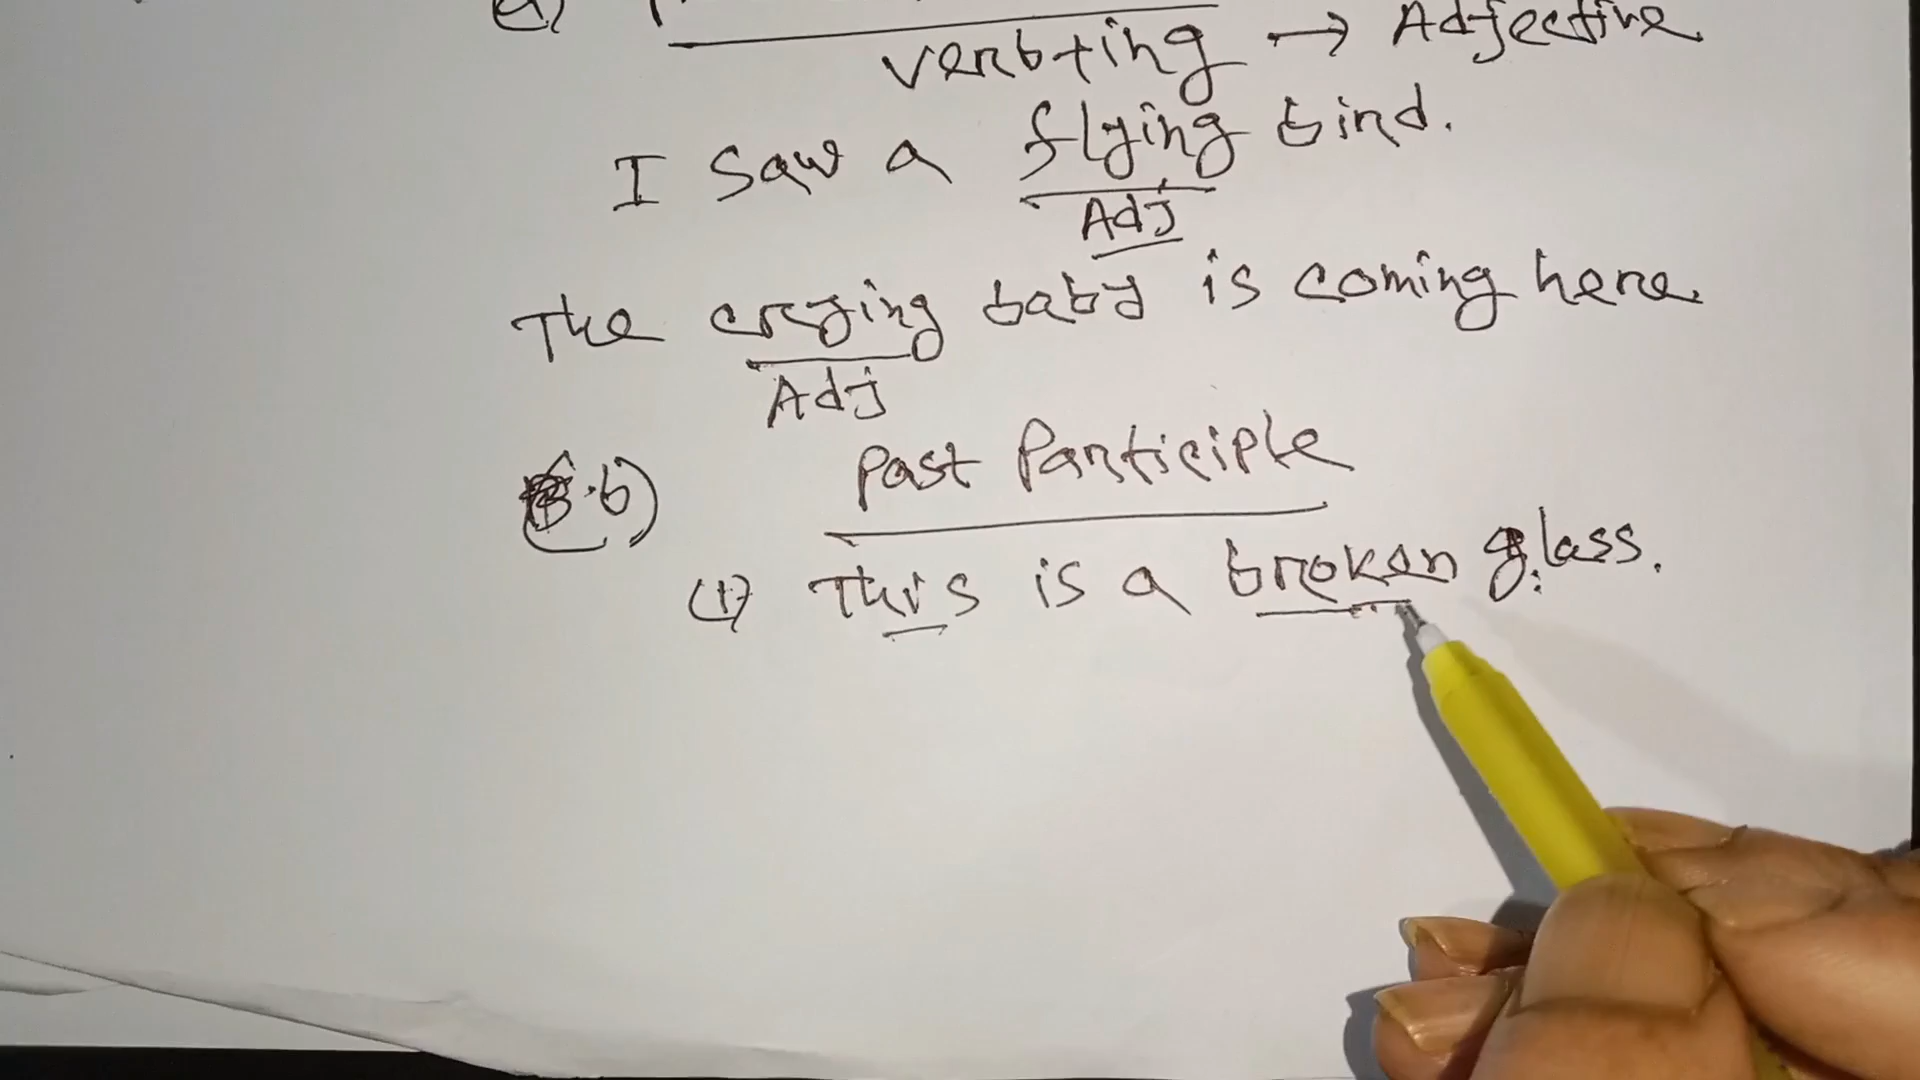 a)
verb+ing → Adjective
I saw a flying bird.
Adj
The crying baby is coming here.
Adj
b) Past Participle
(1) This is a broken glass.